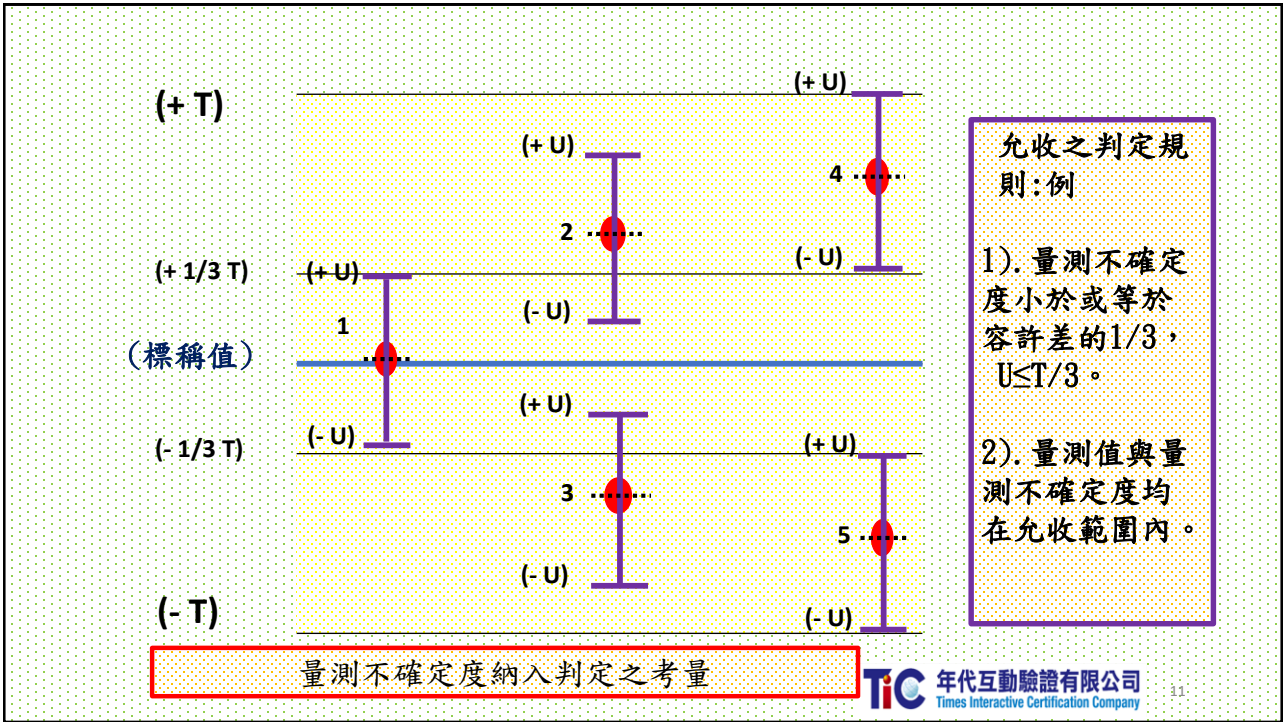 (+ T)
(+ U)
(+ U)
4
2
(- U)
(+ 1/3 T)
(+ U)
(- U)
1
(標稱值)
(+ U)
(- U)
(- 1/3 T)
(+ U)
3
5
(- U)
(- T)
(- U)
允收之判定規
則:例
1). 量測不確定
度小於或等於
容許差的1/3，
U≤T/3。
2). 量測值與量
測不確定度均
在允收範圍內。
量測不確定度納入判定之考量
TiC 年代互動驗證有限公司
Times Interactive Certification Company
11